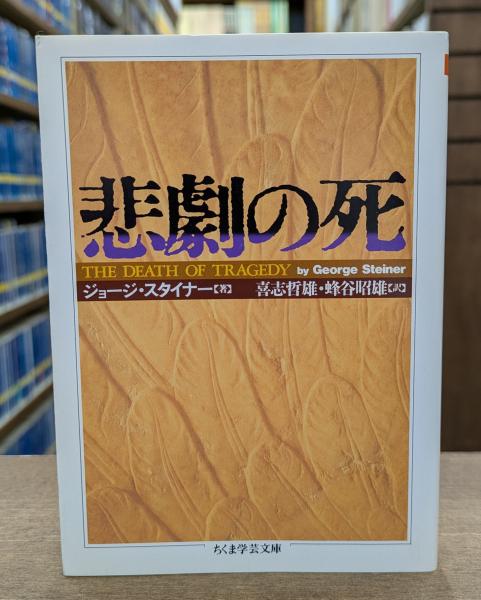 悲劇の死
THE DEATH OF TRAGEDY by George Steiner
ジョージ・スタイナー【著】 喜志哲雄・蜂谷昭雄【訳】
ちくま学芸文庫